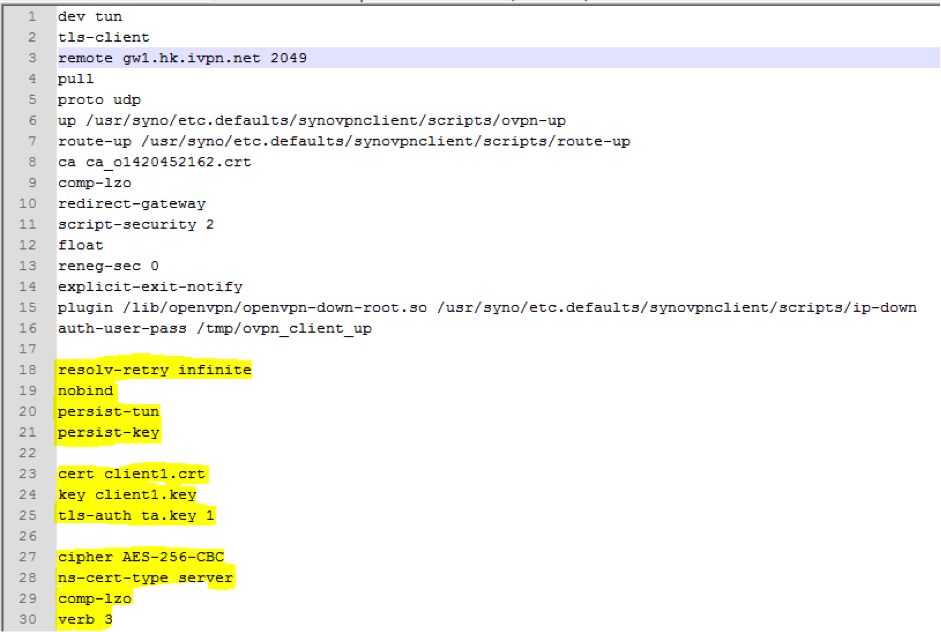 1 dev tun
2 tls-client
3 remote gw1.hk.ivpn.net 2049
4 pull
5 proto udp
6 up /usr/syno/etc.defaults/synovpnclient/scripts/ovpn-up
7 route-up /usr/syno/etc.defaults/synovpnclient/scripts/route-up
8 ca ca_o1420452162.crt
9 comp-lzo
10 redirect-gateway
11 script-security 2
12 float
13 reneg-sec 0
14 explicit-exit-notify
15 plugin /lib/openvpn/openvpn-down-root.so /usr/syno/etc.defaults/synovpnclient/scripts/ip-down
16 auth-user-pass /tmp/ovpn_client_up
17
18 resolv-retry infinite
19 nobind
20 persist-tun
21 persist-key
22
23 cert client1.crt
24 key client1.key
25 tls-auth ta.key 1
26
27 cipher AES-256-CBC
28 ns-cert-type server
29 comp-lzo
30 verb 3